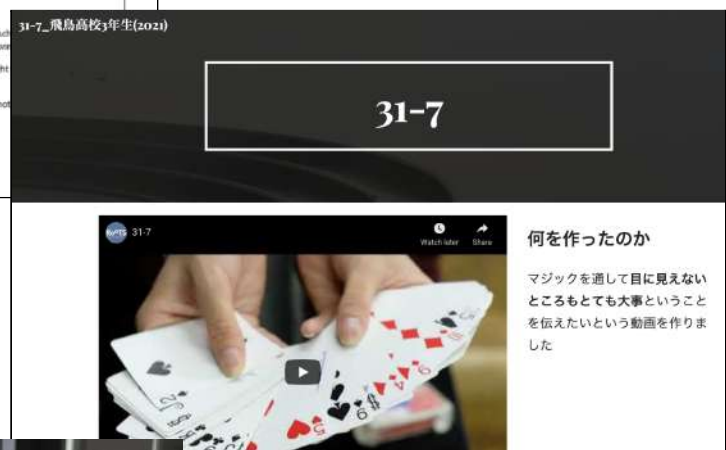 31-7_飛鳥高校3年生(2021)
31-7
31-7
Watch later
Share
何を作ったのか
マジックを通して目に見えない
ところもとても大事ということ
を伝えたいという動画を作りま
した